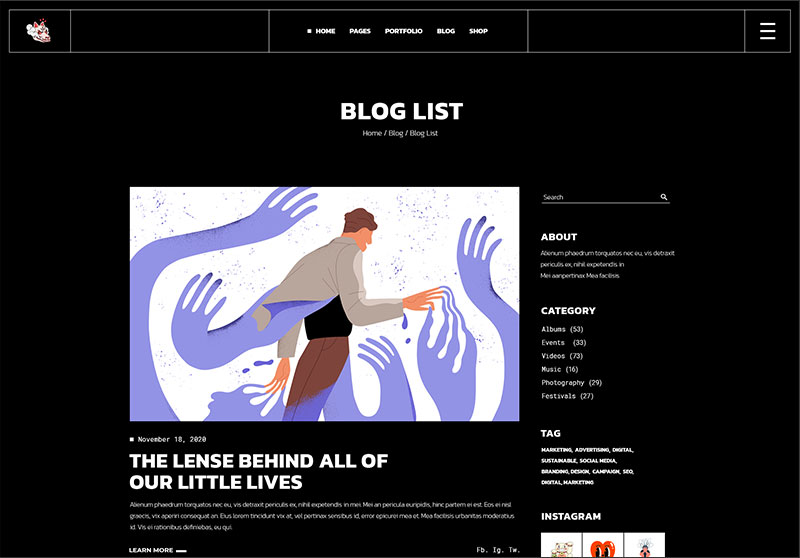 HOME PAGES PORTFOLIO BLOG SHOP
BLOG LIST
Home / Blog / Blog List
November 18, 2020
THE LENSE BEHIND ALL OF
OUR LITTLE LIVES
Alienum phaedrum torquatos nec eu, vis detraxit periculis ex, nihil expetendis in mei. Mei an pericula euripidis, hinc partem ei est. Eos ei nisl
graecis, vix aperiri consequat an. Eius lorem tincidunt vix at, vel pertinax sensibus id, error epicurei mea et. Mea facilisis urbanitas moderatius
id. Vis ei rationibus definiebas, eu qui.
LEARN MORE
Fb. Ig. Tw.
Search
ABOUT
Alienum phaedrum torquatos nec eu, vis detraxit
periculis ex, nihil expetendis in
Mei aanpertinax Mea facilisis
CATEGORY
Albums (53)
Events (33)
Videos (73)
Music (16)
Photography (29)
Festivals (27)
TAG
MARKETING, ADVERTISING, DIGITAL,
SUSTAINABLE, SOCIAL MEDIA,
BRANDING, DESIGN, CAMPAIGN, SEO,
DIGITAL, MARKETING
INSTAGRAM